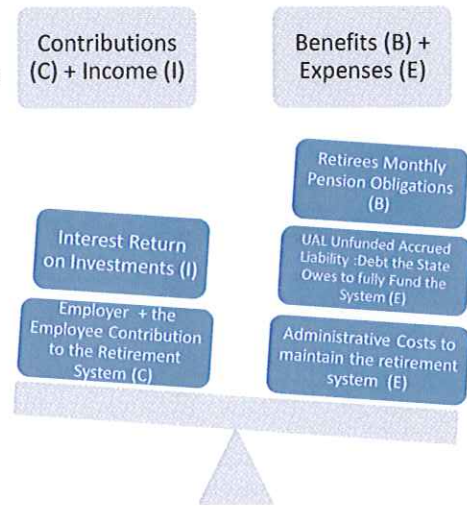 Contributions
(C) + Income (I)
Benefits (B) +
Expenses (E)
Interest Return
on Investments (I)
Employer + the
Employee Contribution
to the Retirement
System (C)
Retirees Monthly
Pension Obligations
(B)
UAL Unfunded Accrued
Liability :Debt the State
Owes to fully Fund the
System (E)
Administrative Costs to
maintain the retirement
system (E)